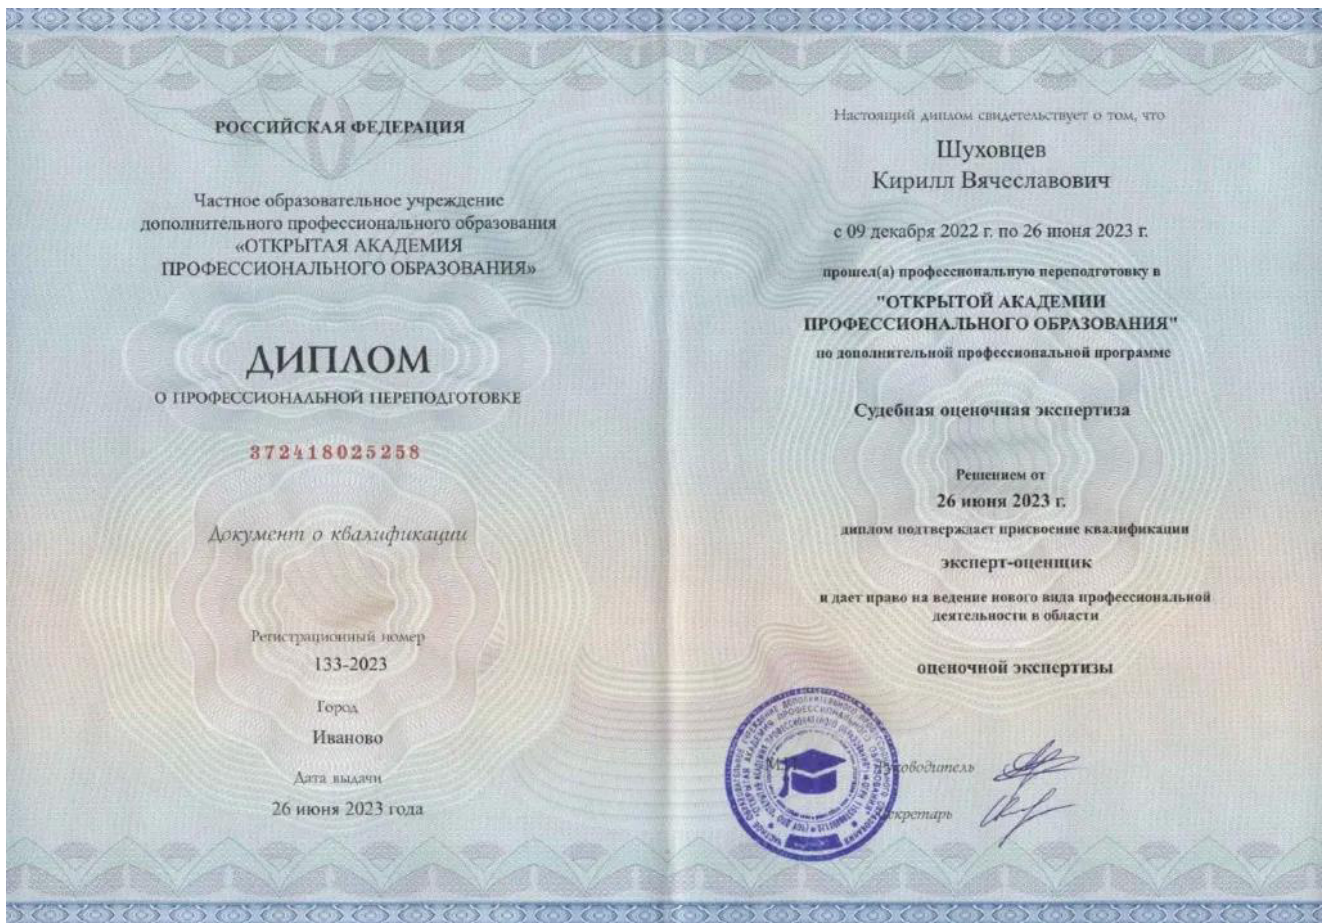 РОССИЙСКАЯ ФЕДЕРАЦИЯ
Частное образовательное учреждение
дополнительного профессионального образования
«ОТКРЫТАЯ АКАДЕМИЯ
ПРОФЕССИОНАЛЬНОГО ОБРАЗОВАНИЯ»
ДИПЛОМ
О ПРОФЕССИОНАЛЬНОЙ ПЕРЕПОДГОТОВКЕ
372418025258
Документ о квалификации
Регистрационный номер
133-2023
Город
Иваново
Дата выдачи
26 июня 2023 года
Настоящий диплом свидетельствует о том, что
Шуховцев
Кирилл Вячеславович
с 09 декабря 2022 г. по 26 июня 2023 г.
прошел(а) профессиональную переподготовку в
"ОТКРЫТОЙ АКАДЕМИИ
ПРОФЕССИОНАЛЬНОГО ОБРАЗОВАНИЯ"
по дополнительной профессиональной программе
Судебная оценочная экспертиза
Решением от
26 июня 2023 г.
диплом подтверждает присвоение квалификации
эксперт-оценщик
и дает право на ведение нового вида профессиональной
деятельности в области
оценочной экспертизы
Руководитель
Секретарь